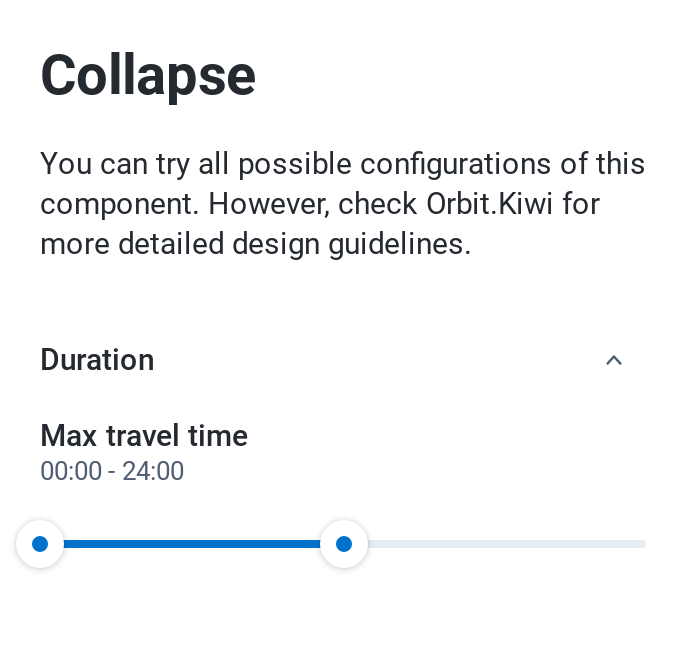 Collapse
You can try all possible configurations of this
component. However, check Orbit.Kiwi for
more detailed design guidelines.
Duration
Max travel time
00:00 - 24:00